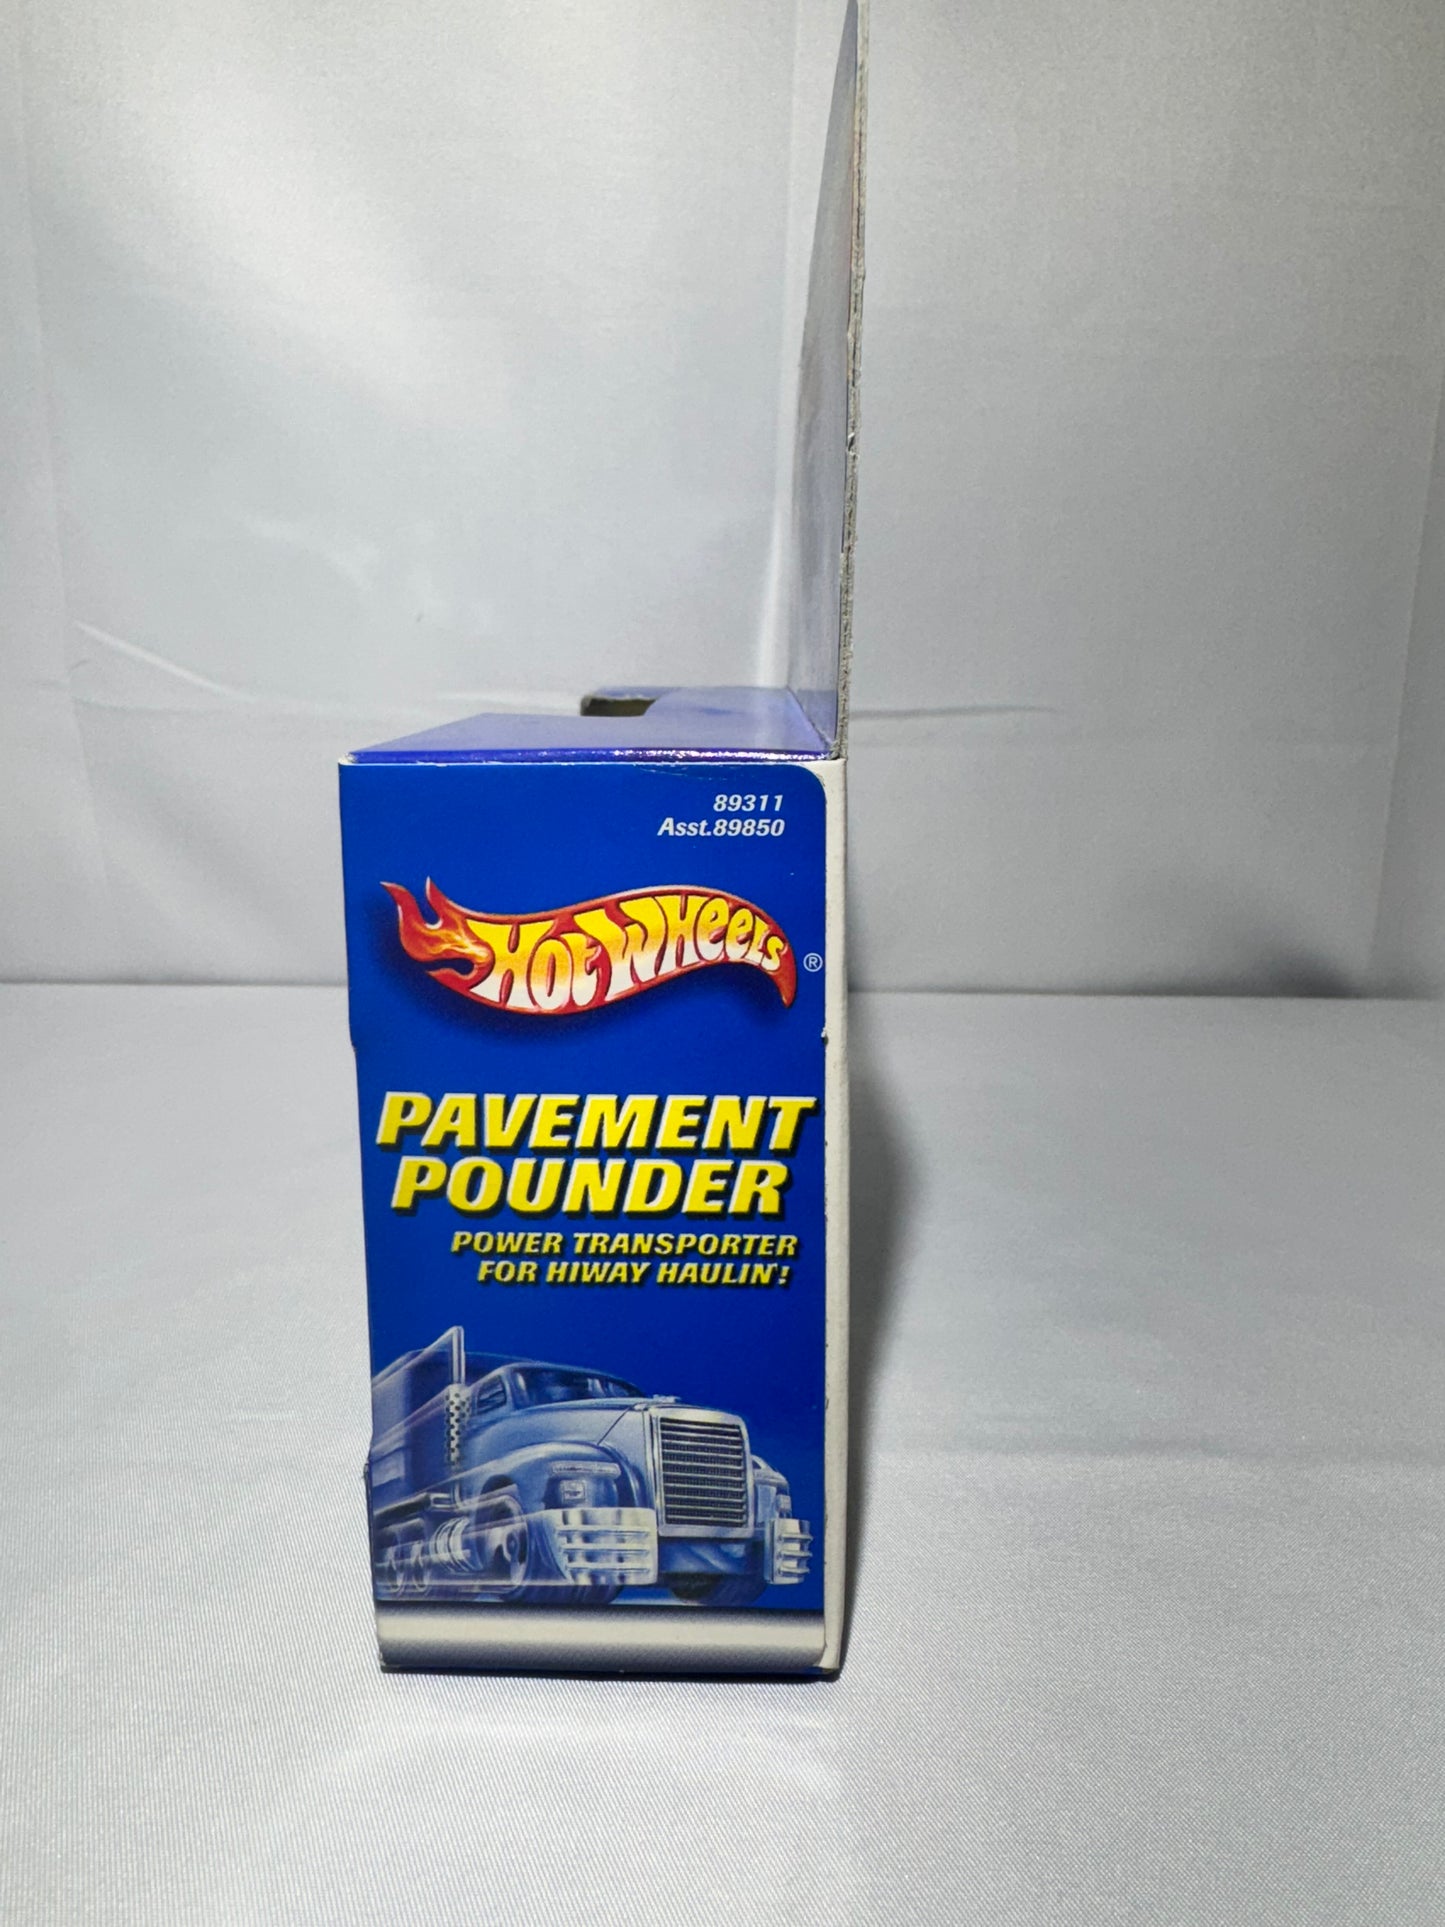 89311
Asst.89850
Hot Wheels ®
PAVEMENT
POUNDER
POWER TRANSPORTER
FOR HIWAY HAULIN'!